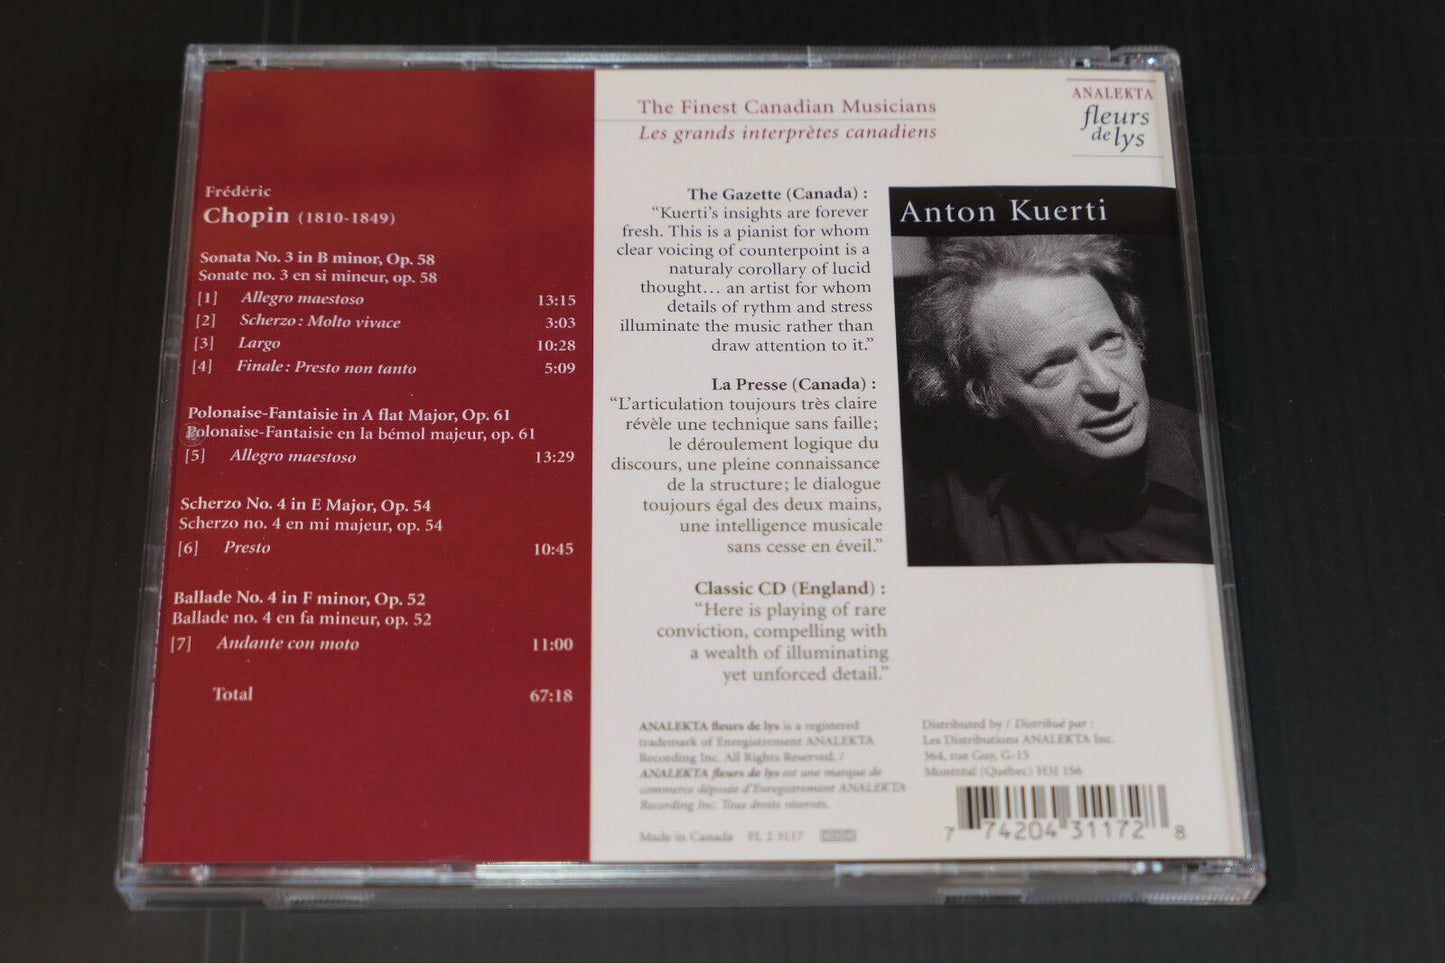 Frédéric
Chopin (1810-1849)
Sonata No. 3 in B minor, Op. 58
Sonate no. 3 en si mineur, op. 58
[1] Allegro maestoso 13:15
[2] Scherzo : Molto vivace 3:03
[3] Largo 10:28
[4] Finale : Presto non tanto 5:09
Polonaise-Fantaisie in A flat Major, Op. 61
Polonaise-Fantaisie en la bémol majeur, op. 61
[5] Allegro maestoso 13:29
Scherzo No. 4 in E Major, Op. 54
Scherzo no. 4 en mi majeur, op. 54
[6] Presto 10:45
Ballade No. 4 in F minor, Op. 52
Ballade no. 4 en fa mineur, op. 52
[7] Andante con moto 11:00
Total 67:18
The Finest Canadian Musicians
Les grands interprètes canadiens
ANALEKTA
fleurs
de lys
The Gazette (Canada) :
“Kuerti’s insights are forever
fresh. This is a pianist for whom
clear voicing of counterpoint is a
naturaly corollary of lucid
thought… an artist for whom
details of rythm and stress
illuminate the music rather than
draw attention to it.”
La Presse (Canada) :
“L’articulation toujours très claire
révèle une technique sans faille;
le déroulement logique du
discours, une pleine connaissance
de la structure; le dialogue
toujours égal des deux mains,
une intelligence musicale
sans cesse en éveil.”
Classic CD (England) :
“Here is playing of rare
conviction, compelling with
a wealth of illuminating
yet unforced detail.”
Anton Kuerti
ANALEKTA fleurs de lys is a registered
trademark of Enregistrement ANALEKTA
Recording Inc. All Rights Reserved. /
ANALEKTA fleurs de lys est une marque de
commerce déposée d’Enregistrement ANALEKTA
Recording Inc. Tous droits réservés.
Made in Canada FL 2 3117 DDD
Distributed by / Distribué par :
Les Distributions ANALEKTA Inc.
364, rue Guy, G-15
Montréal (Québec) H3J 1S6
7 74204 31172 8